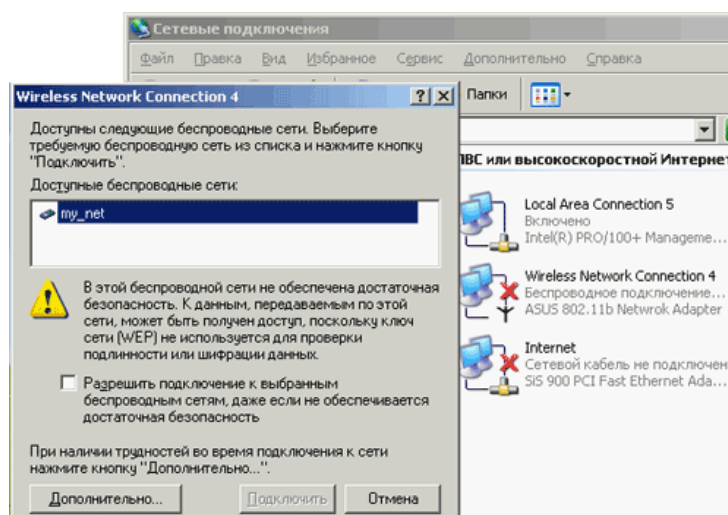 Сетевые подключения
Файл Правка Вид Избранное Сервис Дополнительно Справка
Папки
Wireless Network Connection 4
Доступны следующие беспроводные сети. Выберите
требуемую беспроводную сеть из списка и нажмите кнопку
"Подключить".
Доступные беспроводные сети:
my_net
В этой беспроводной сети не обеспечена достаточная
безопасность. К данным, передаваемым по этой
сети, может быть получен доступ, поскольку ключ
сети (WEP) не используется для проверки
подлинности или шифрации данных.
Разрешить подключение к выбранным
беспроводным сетям, даже если не обеспечивается
достаточная безопасность
При наличии трудностей во время подключения к сети
нажмите кнопку "Дополнительно...".
Дополнительно... Подключить Отмена
ЛВС или высокоскоростной Интернет
Local Area Connection 5
Включено
Intel(R) PRO/100+ Manageme...
Wireless Network Connection 4
Беспроводное подключение...
ASUS 802.11b Netwrok Adapter
Internet
Сетевой кабель не подключен
SiS 900 PCI Fast Ethernet Ada...